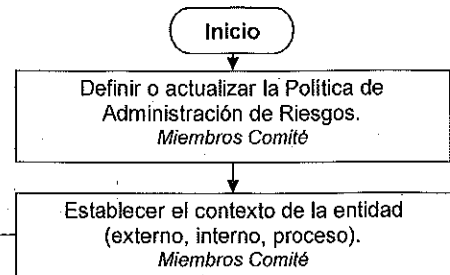 Inicio
Definir o actualizar la Política de
Administración de Riesgos.
Miembros Comité
Establecer el contexto de la entidad
(externo, interno, proceso).
Miembros Comité